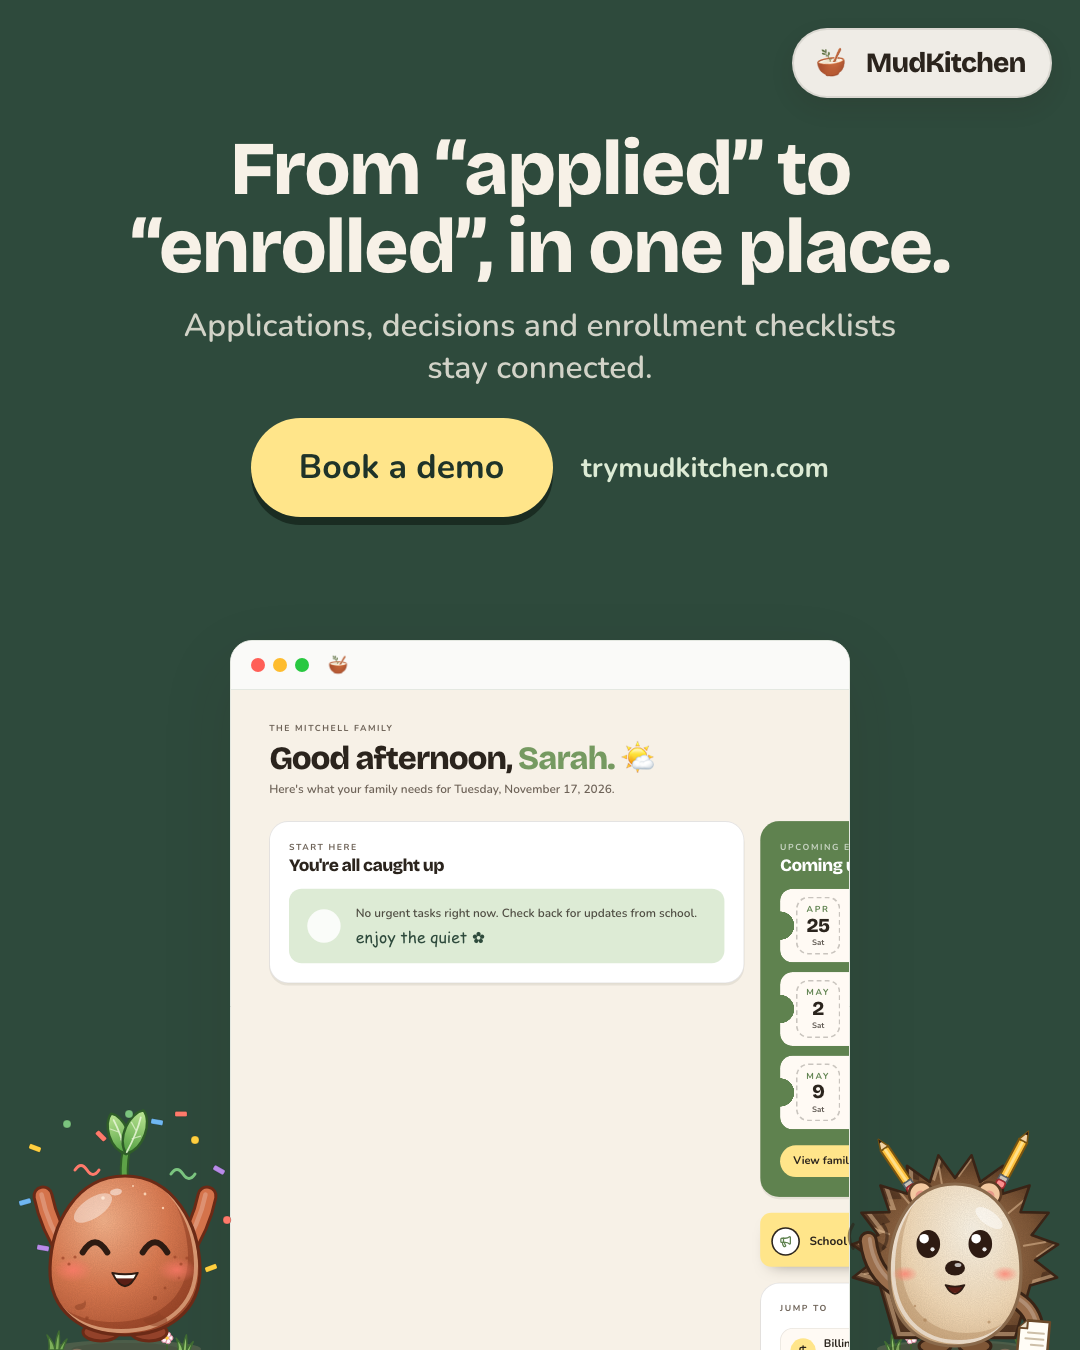 MudKitchen
From “applied” to
“enrolled”, in one place.
Applications, decisions and enrollment checklists
stay connected.
Book a demo
trymudkitchen.com
THE MITCHELL FAMILY
Good afternoon, Sarah.
Here's what your family needs for Tuesday, November 17, 2026.
START HERE
You're all caught up
No urgent tasks right now. Check back for updates from school.
enjoy the quiet ✿
UPCOMING
Coming
APR
25
Sat
MAY
2
Sat
MAY
9
Sat
View
School
JUMP TO